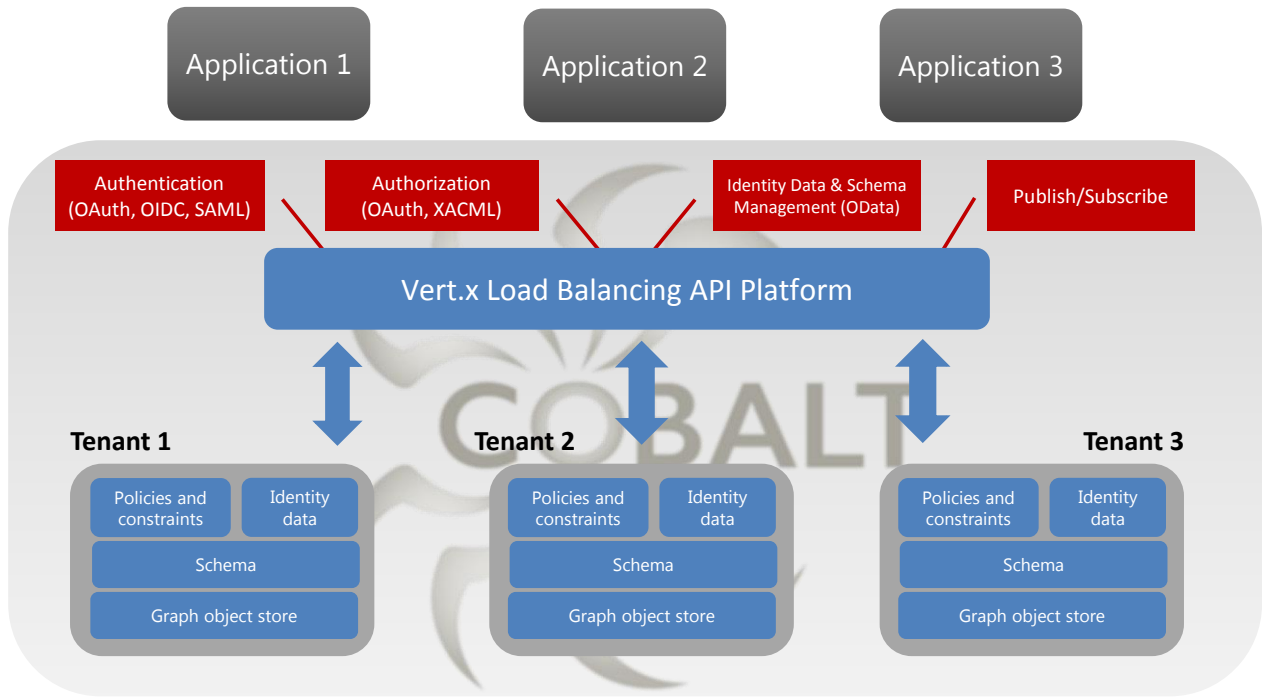 Application 1
Application 2
Application 3
Authentication
(OAuth, OIDC, SAML)
Authorization
(OAuth, XACML)
Identity Data & Schema
Management (OData)
Publish/Subscribe
Vert.x Load Balancing API Platform
COBALT
Tenant 1
Tenant 2
Tenant 3
Policies and
constraints
Identity
data
Schema
Graph object store
Policies and
constraints
Identity
data
Schema
Graph object store
Policies and
constraints
Identity
data
Schema
Graph object store